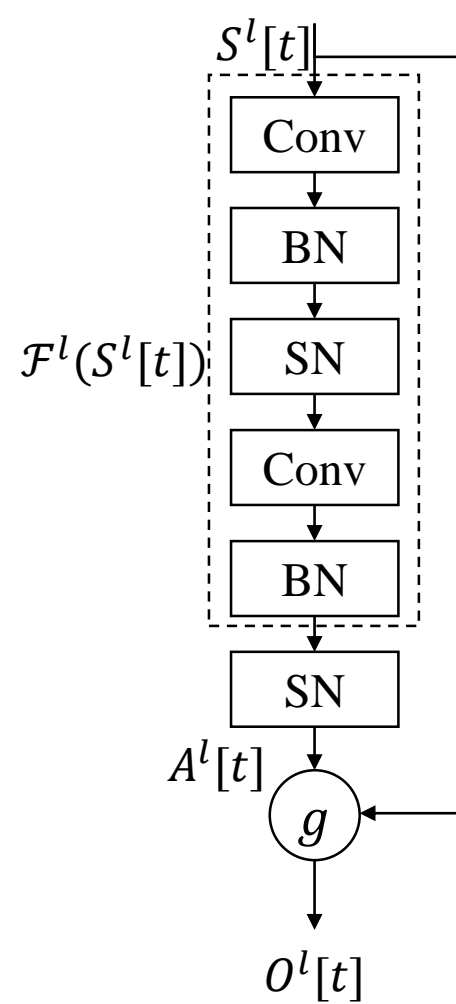 S^l[t]
Conv
BN
SN
ℱ^l(S^l[t])
Conv
BN
SN
A^l[t]
g
O^l[t]